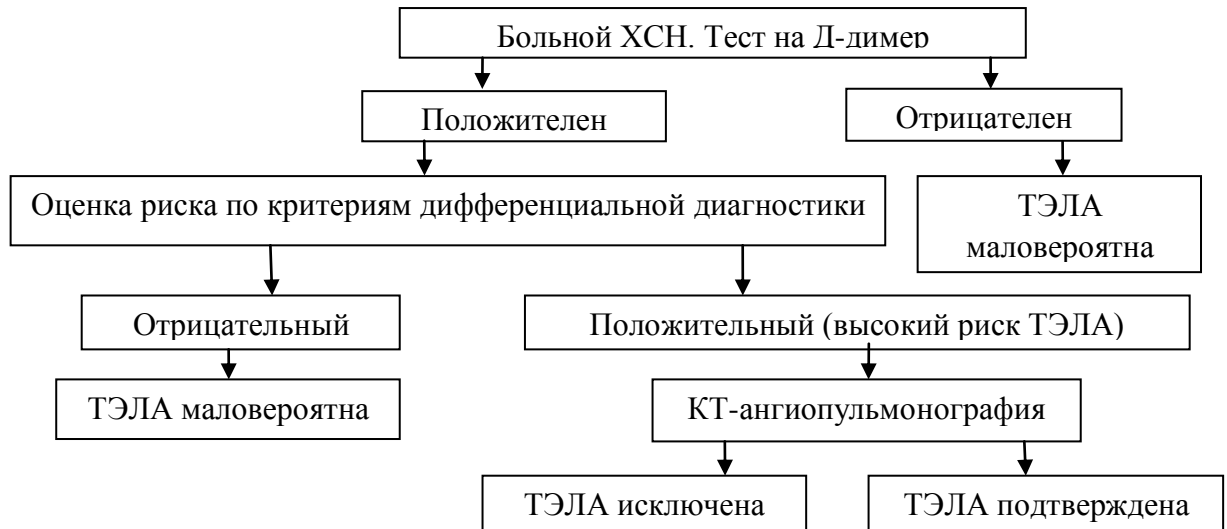 Больной ХСН. Тест на Д-димер
Положителен
Отрицателен
Оценка риска по критериям дифференциальной диагностики
ТЭЛА
маловероятна
Отрицательный
Положительный (высокий риск ТЭЛА)
ТЭЛА маловероятна
КТ-ангиопульмонография
ТЭЛА исключена
ТЭЛА подтверждена